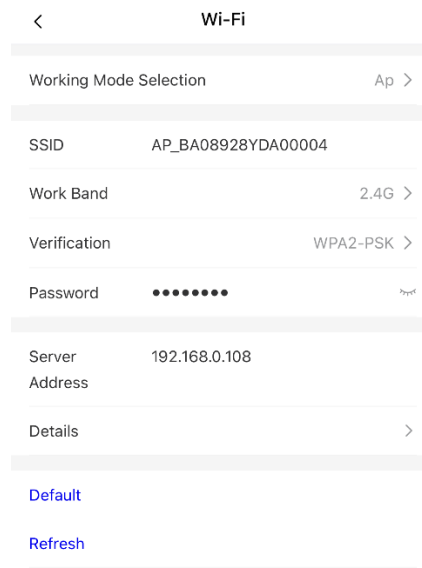 Wi-Fi
Working Mode Selection Ap
SSID AP_BA08928YDA00004
Work Band 2.4G
Verification WPA2-PSK
Password ••••••••
Server 192.168.0.108
Address
Details
Default
Refresh